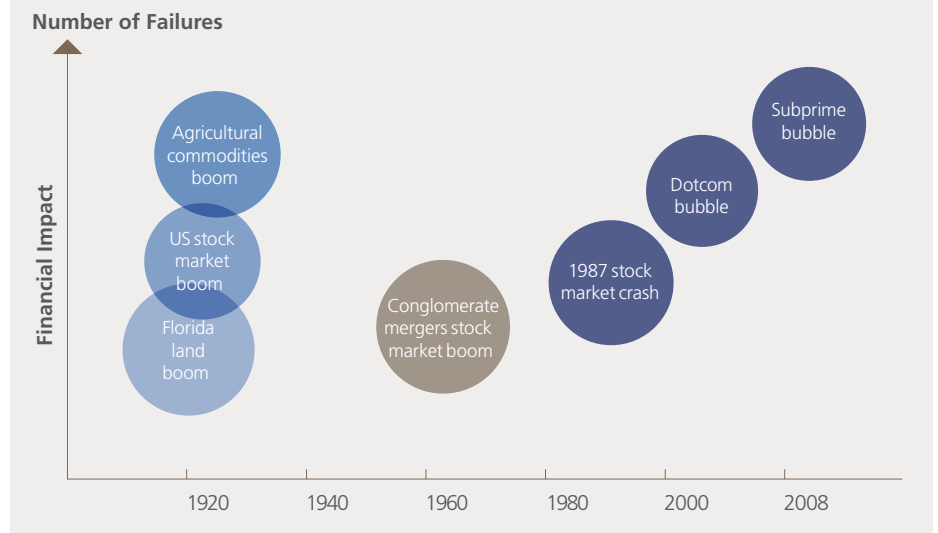 Number of Failures
Financial Impact
Agricultural
commodities
boom
US stock
market
boom
Florida
land
boom
Conglomerate
mergers stock
market boom
1987 stock
market crash
Dotcom
bubble
Subprime
bubble
1920
1940
1960
1980
2000
2008